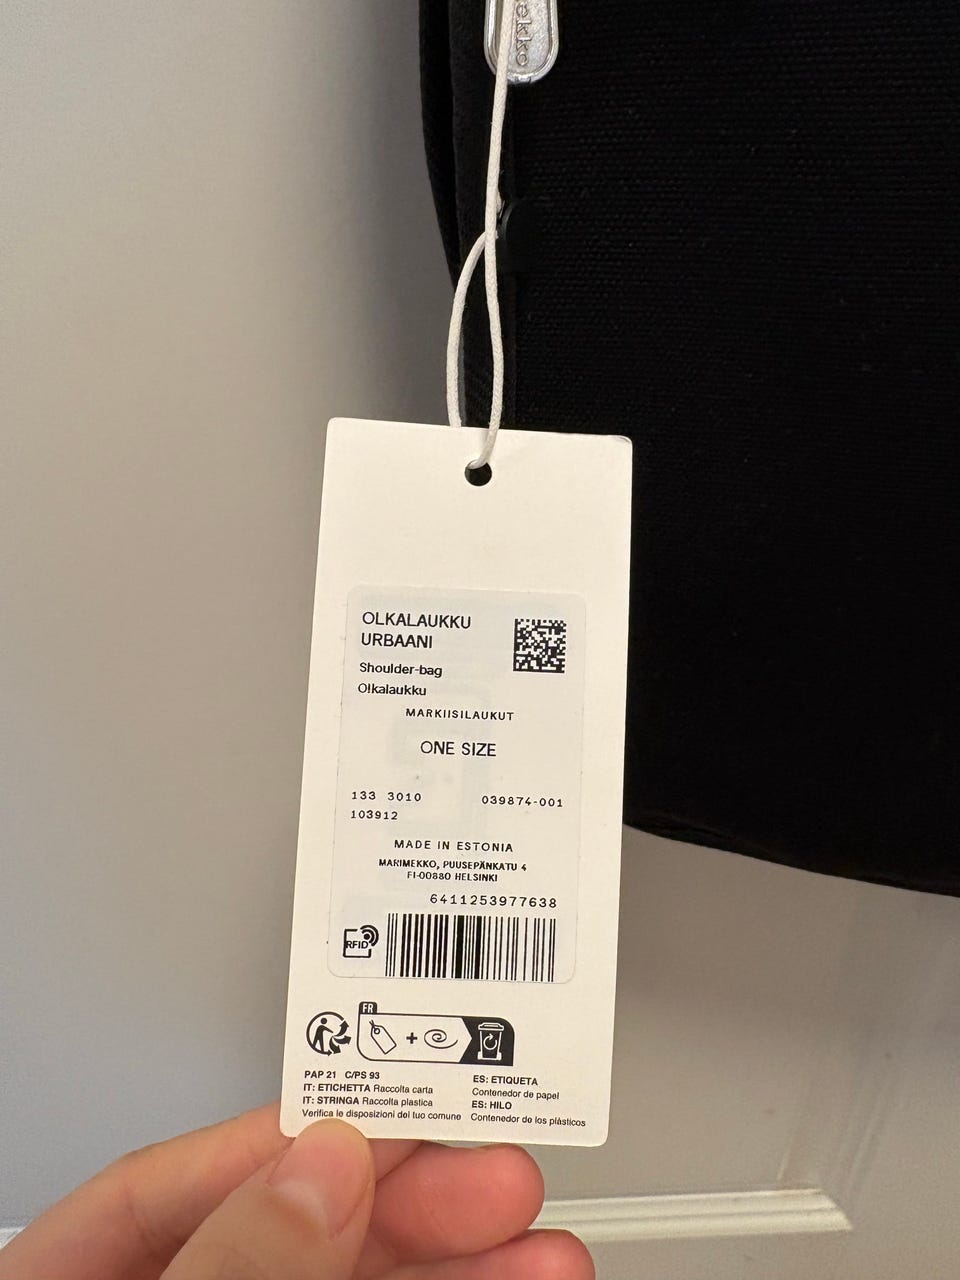 ekko
OLKALAUKKU
URBAANI
Shoulder-bag
Olkalaukku
MARKIISILAUKUT
ONE SIZE
133 3010 039874-001
103912
MADE IN ESTONIA
MARIMEKKO, PUUSEPÄNKATU 4
FI-00880 HELSINKI
6411253977638
RFID
FR
PAP 21 C/PS 93
IT: ETICHETTA Raccolta carta
IT: STRINGA Raccolta plastica
Verifica le disposizioni del tuo comune
ES: ETIQUETA
Contenedor de papel
ES: HILO
Contenedor de los plásticos